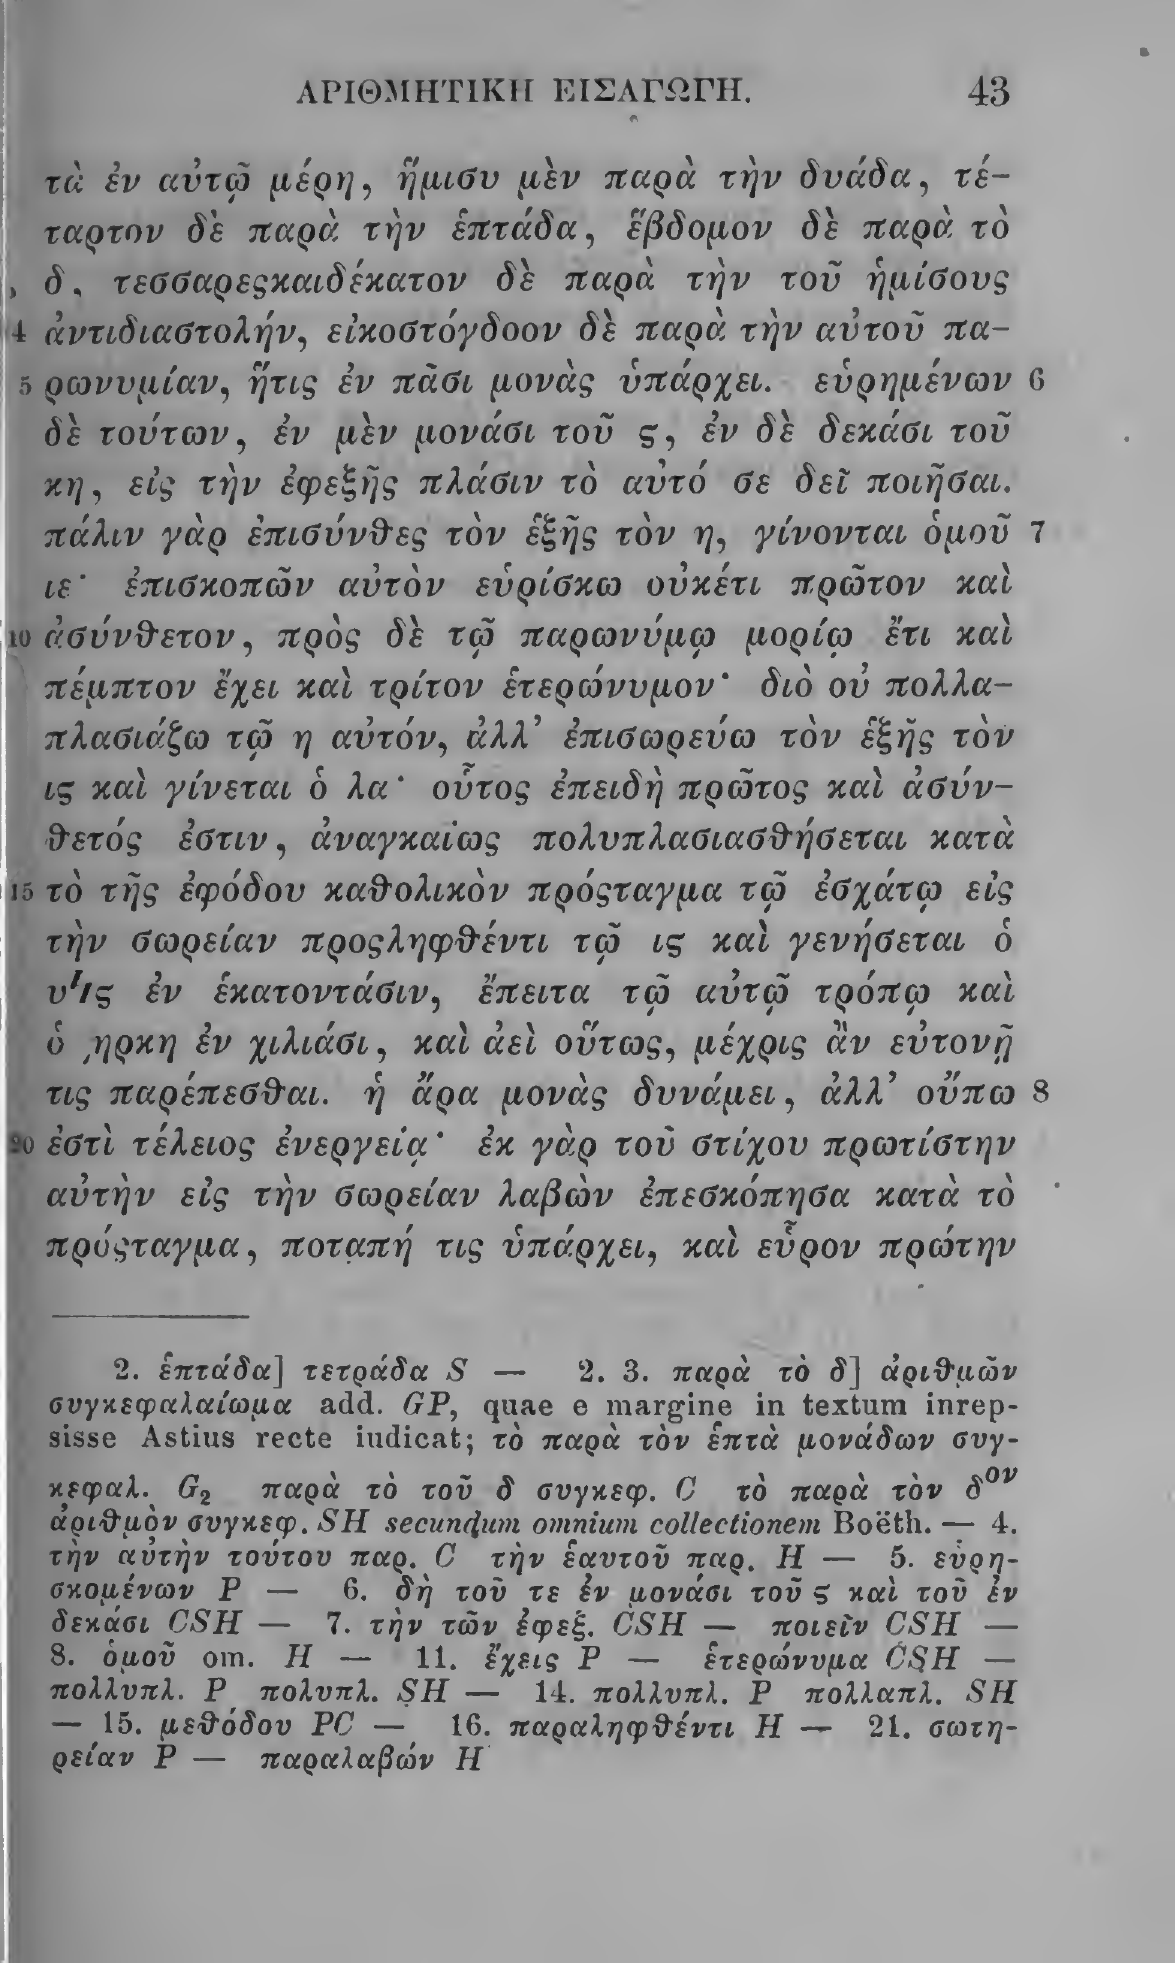 ΑΡΙΘΜΗΤΙΚΗ ΕΙΣΑΓΩΓΗ. 43
τὰ ἐν αὐτῷ μέρη, ἥμισυ μὲν παρὰ τὴν δυάδα, τέ-
ταρτον δὲ παρὰ τὴν ἑπτάδα, ἕβδομον δὲ παρὰ τὸ
δ, τεσσαρεςκαιδέκατον δὲ παρὰ τὴν τοῦ ἡμίσους
4 ἀντιδιαστολήν, εἰκοστόγδοον δὲ παρὰ τὴν αὐτοῦ πα-
5 ρωνυμίαν, ἥτις ἐν πᾶσι μονὰς ὑπάρχει. εὑρημένων 6
δὲ τούτων, ἐν μὲν μονάσι τοῦ ϛ, ἐν δὲ δεκάσι τοῦ
κη, εἰς τὴν ἐφεξῆς πλάσιν τὸ αὐτό σε δεῖ ποιῆσαι.
πάλιν γὰρ ἐπισύνθες τὸν ἑξῆς τὸν η, γίνονται ὁμοῦ 7
ιε· ἐπισκοπῶν αὐτὸν εὑρίσκω οὐκέτι πρῶτον καὶ
10 ἀσύνθετον, πρὸς δὲ τῷ παρωνύμῳ μορίῳ ἔτι καὶ
πέμπτον ἔχει καὶ τρίτον ἑτερώνυμον· διὸ οὐ πολλα-
πλασιάζω τῷ η αὐτόν, ἀλλ’ ἐπισωρεύω τὸν ἑξῆς τὸν
ιϛ καὶ γίνεται ὁ λα· οὗτος ἐπειδὴ πρῶτος καὶ ἀσύν-
θετός ἐστιν, ἀναγκαίως πολυπλασιασθήσεται κατὰ
15 τὸ τῆς ἐφόδου καθολικὸν πρόςταγμα τῷ ἐσχάτῳ εἰς
τὴν σωρείαν προςληφθέντι τῷ ιϛ καὶ γενήσεται ὁ
υϟϛ ἐν ἑκατοντάσιν, ἔπειτα τῷ αὐτῷ τρόπῳ καὶ
ὁ ͵ηρκη ἐν χιλιάσι, καὶ ἀεὶ οὕτως, μέχρις ἂν εὐτονῇ
τις παρέπεσθαι. ἡ ἄρα μονὰς δυνάμει, ἀλλ’ οὔπω 8
20 ἐστὶ τέλειος ἐνεργείᾳ· ἐκ γὰρ τοῦ στίχου πρωτίστην
αὐτὴν εἰς τὴν σωρείαν λαβὼν ἐπεσκόπησα κατὰ τὸ
πρόςταγμα, ποταπή τις ὑπάρχει, καὶ εὗρον πρώτην
2. ἑπτάδα] τετράδα S — 2. 3. παρὰ τὸ δ] ἀριθμῶν
συγκεφαλαίωμα add. GP, quae e margine in textum inrep-
sisse Astius recte iudicat; τὸ παρὰ τὸν ἑπτὰ μονάδων συγ-
κεφαλ. G₂ παρὰ τὸ τοῦ δ συγκεφ. C τὸ παρὰ τὸν δᵒᵛ
ἀριθμὸν συγκεφ. SH secundum omnium collectionem Boëth. — 4.
τὴν αὐτὴν τούτου παρ. C τὴν ἑαυτοῦ παρ. H — 5. εὑρη-
σκομένων P — 6. δὴ τοῦ τε ἐν μονάσι τοῦ ϛ καὶ τοῦ ἐν
δεκάσι CSH — 7. τὴν τῶν ἐφεξ. CSH — ποιεῖν CSH —
8. ὁμοῦ om. H — 11. ἔχεις P — ἑτερώνυμα CSH —
πολλυπλ. P πολυπλ. SH — 14. πολλυπλ. P πολλαπλ. SH
— 15. μεθόδου PC — 16. παραληφθέντι H — 21. σωτη-
ρείαν P — παραλαβών H